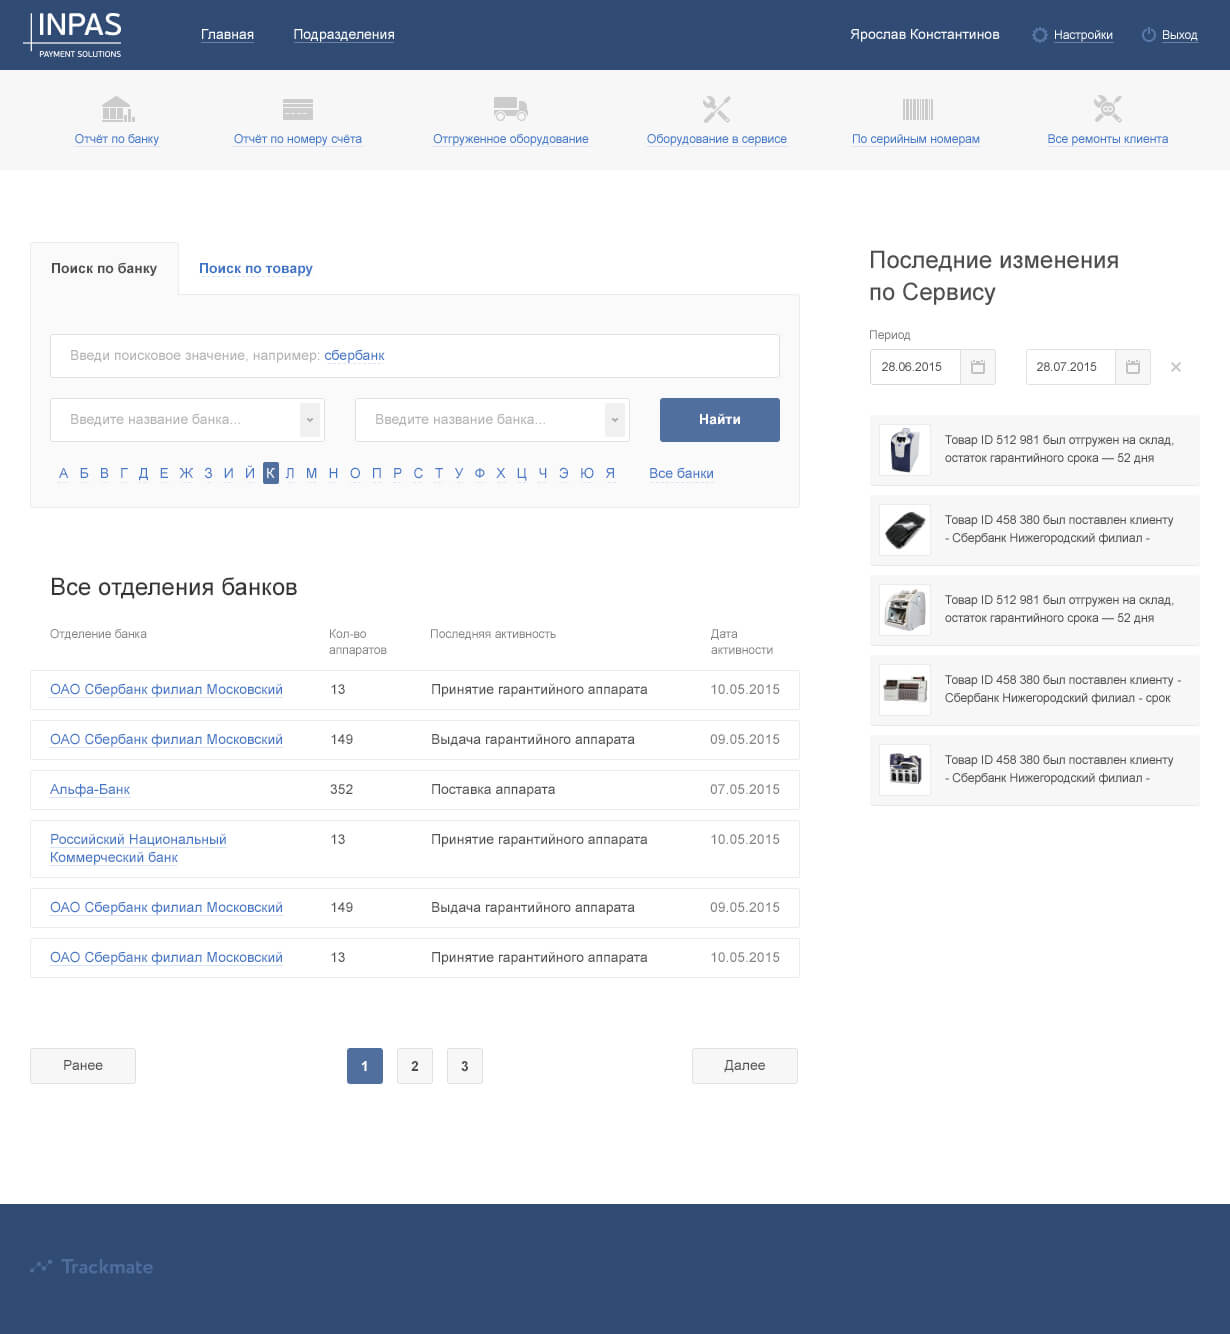 INPAS
PAYMENT SOLUTIONS
Главная
Подразделения
Ярослав Константинов
Настройки
Выход
Отчёт по банку
Отчёт по номеру счёта
Отгруженное оборудование
Оборудование в сервисе
По серийным номерам
Все ремонты клиента
Поиск по банку
Поиск по товару
Введи поисковое значение, например: сбербанк
Введите название банка...
Введите название банка...
Найти
А Б В Г Д Е Ж З И Й К Л М Н О П Р С Т У Ф Х Ц Ч Э Ю Я
Все банки
Все отделения банков
Отделение банка
Кол-во
аппаратов
Последняя активность
Дата
активности
ОАО Сбербанк филиал Московский 13 Принятие гарантийного аппарата 10.05.2015
ОАО Сбербанк филиал Московский 149 Выдача гарантийного аппарата 09.05.2015
Альфа-Банк 352 Поставка аппарата 07.05.2015
Российский Национальный 13 Принятие гарантийного аппарата 10.05.2015
Коммерческий банк
ОАО Сбербанк филиал Московский 149 Выдача гарантийного аппарата 09.05.2015
ОАО Сбербанк филиал Московский 13 Принятие гарантийного аппарата 10.05.2015
Ранее
1
2
3
Далее
Последние изменения
по Сервису
Период
28.06.2015
28.07.2015
Товар ID 512 981 был отгружен на склад,
остаток гарантийного срока — 52 дня
Товар ID 458 380 был поставлен клиенту
- Сбербанк Нижегородский филиал -
Товар ID 512 981 был отгружен на склад,
остаток гарантийного срока — 52 дня
Товар ID 458 380 был поставлен клиенту -
Сбербанк Нижегородский филиал - срок
Товар ID 458 380 был поставлен клиенту
- Сбербанк Нижегородский филиал -
Trackmate